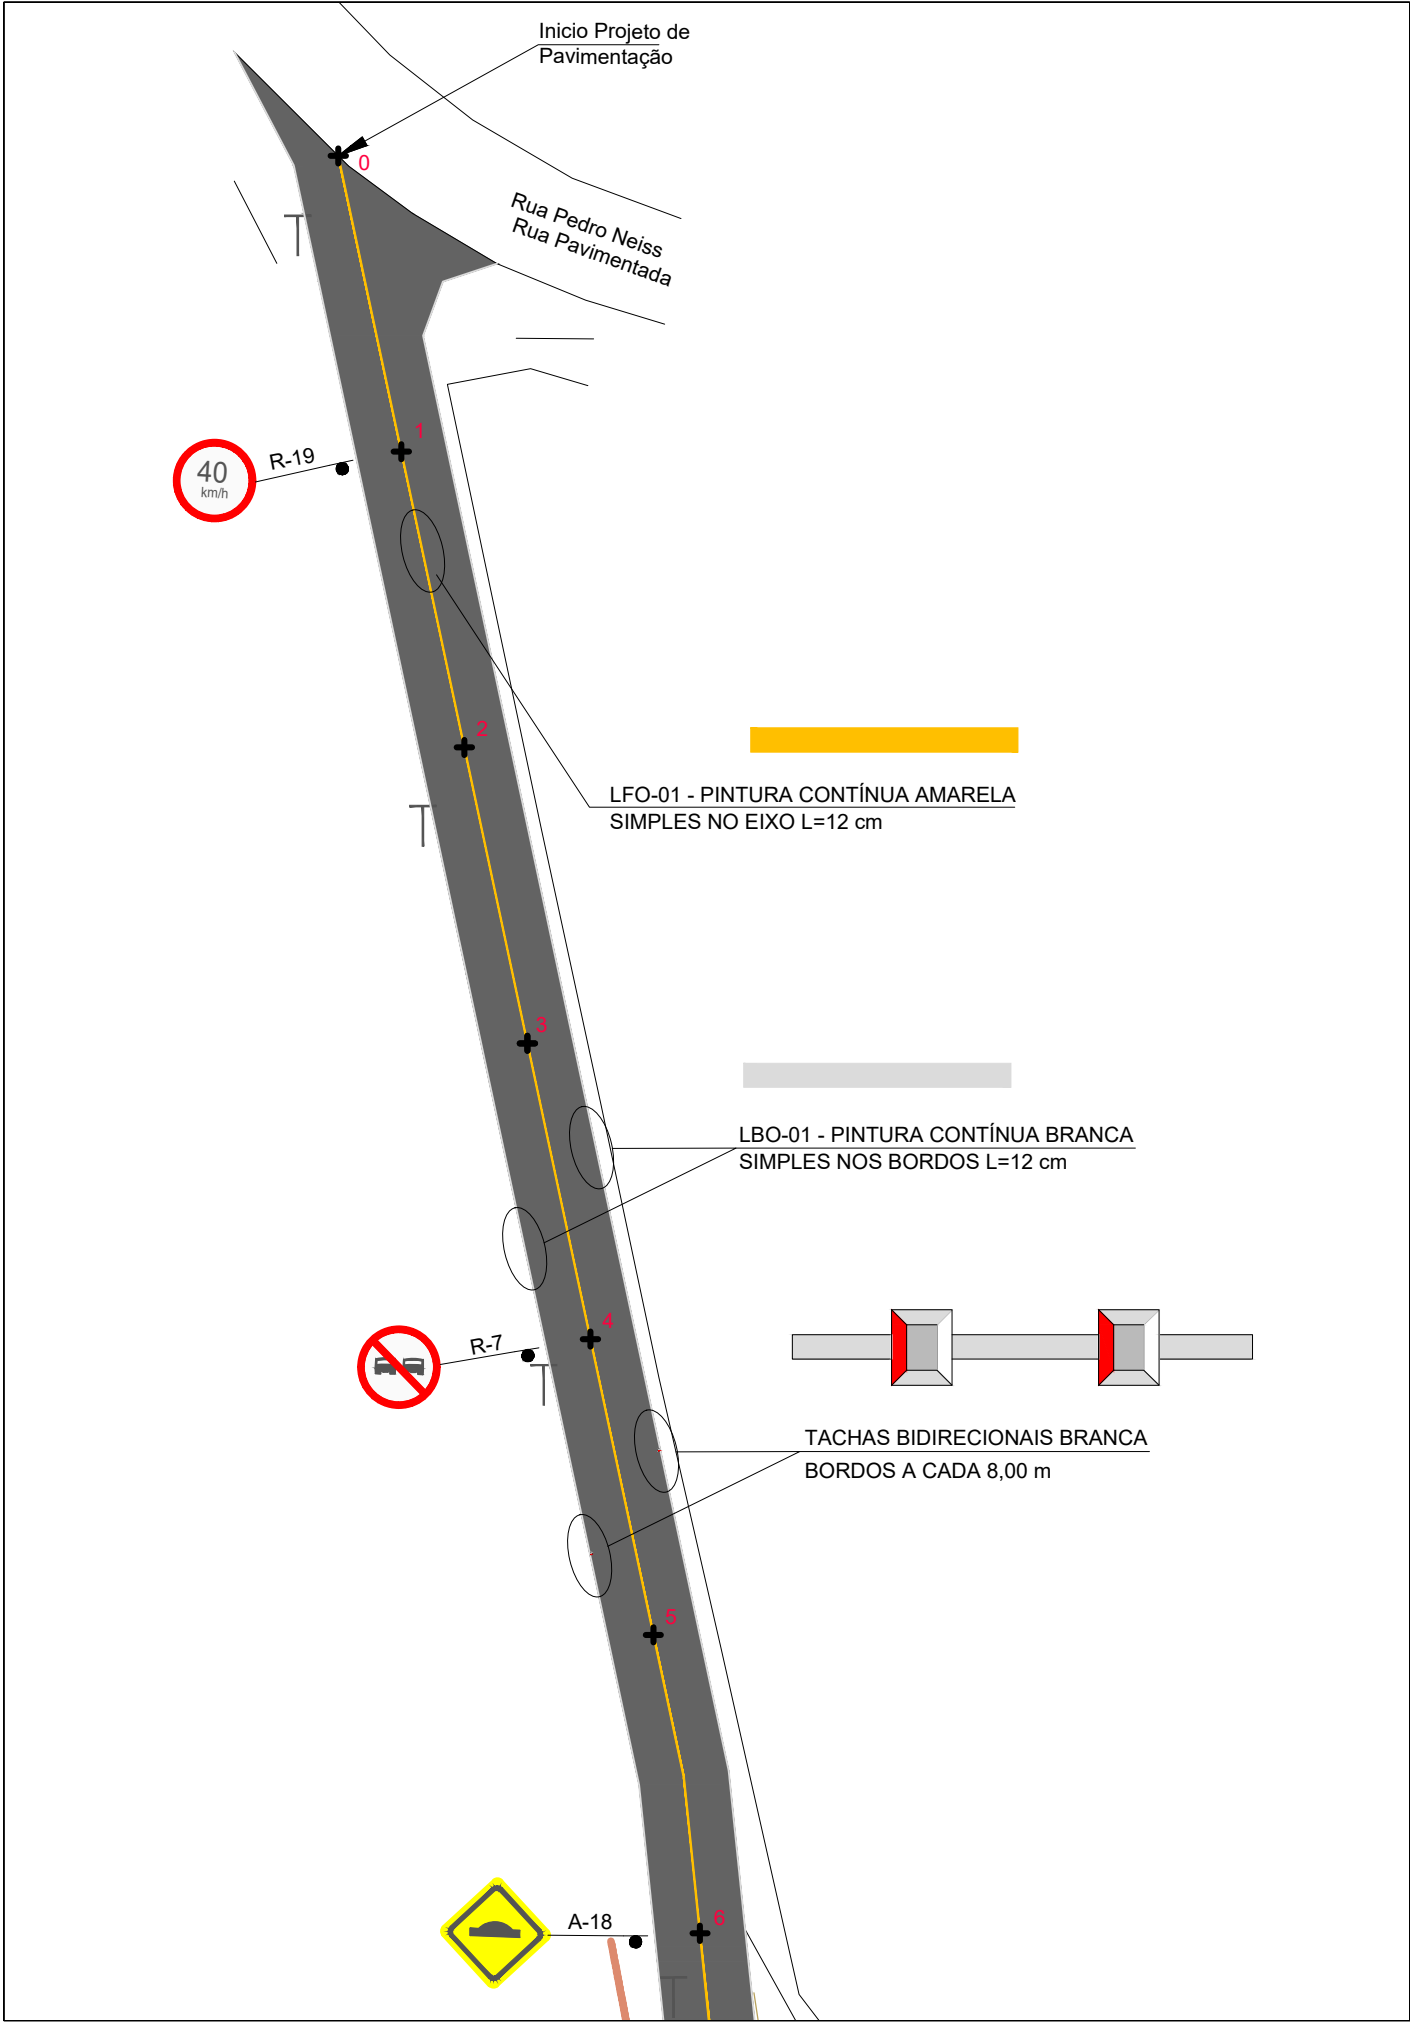 Inicio Projeto de
Pavimentação
0
Rua Pedro Neiss
Rua Pavimentada
1
R-19
40
km/h
2
LFO-01 - PINTURA CONTÍNUA AMARELA
SIMPLES NO EIXO L=12 cm
3
LBO-01 - PINTURA CONTÍNUA BRANCA
SIMPLES NOS BORDOS L=12 cm
4
R-7
TACHAS BIDIRECIONAIS BRANCA
BORDOS A CADA 8,00 m
5
A-18
6